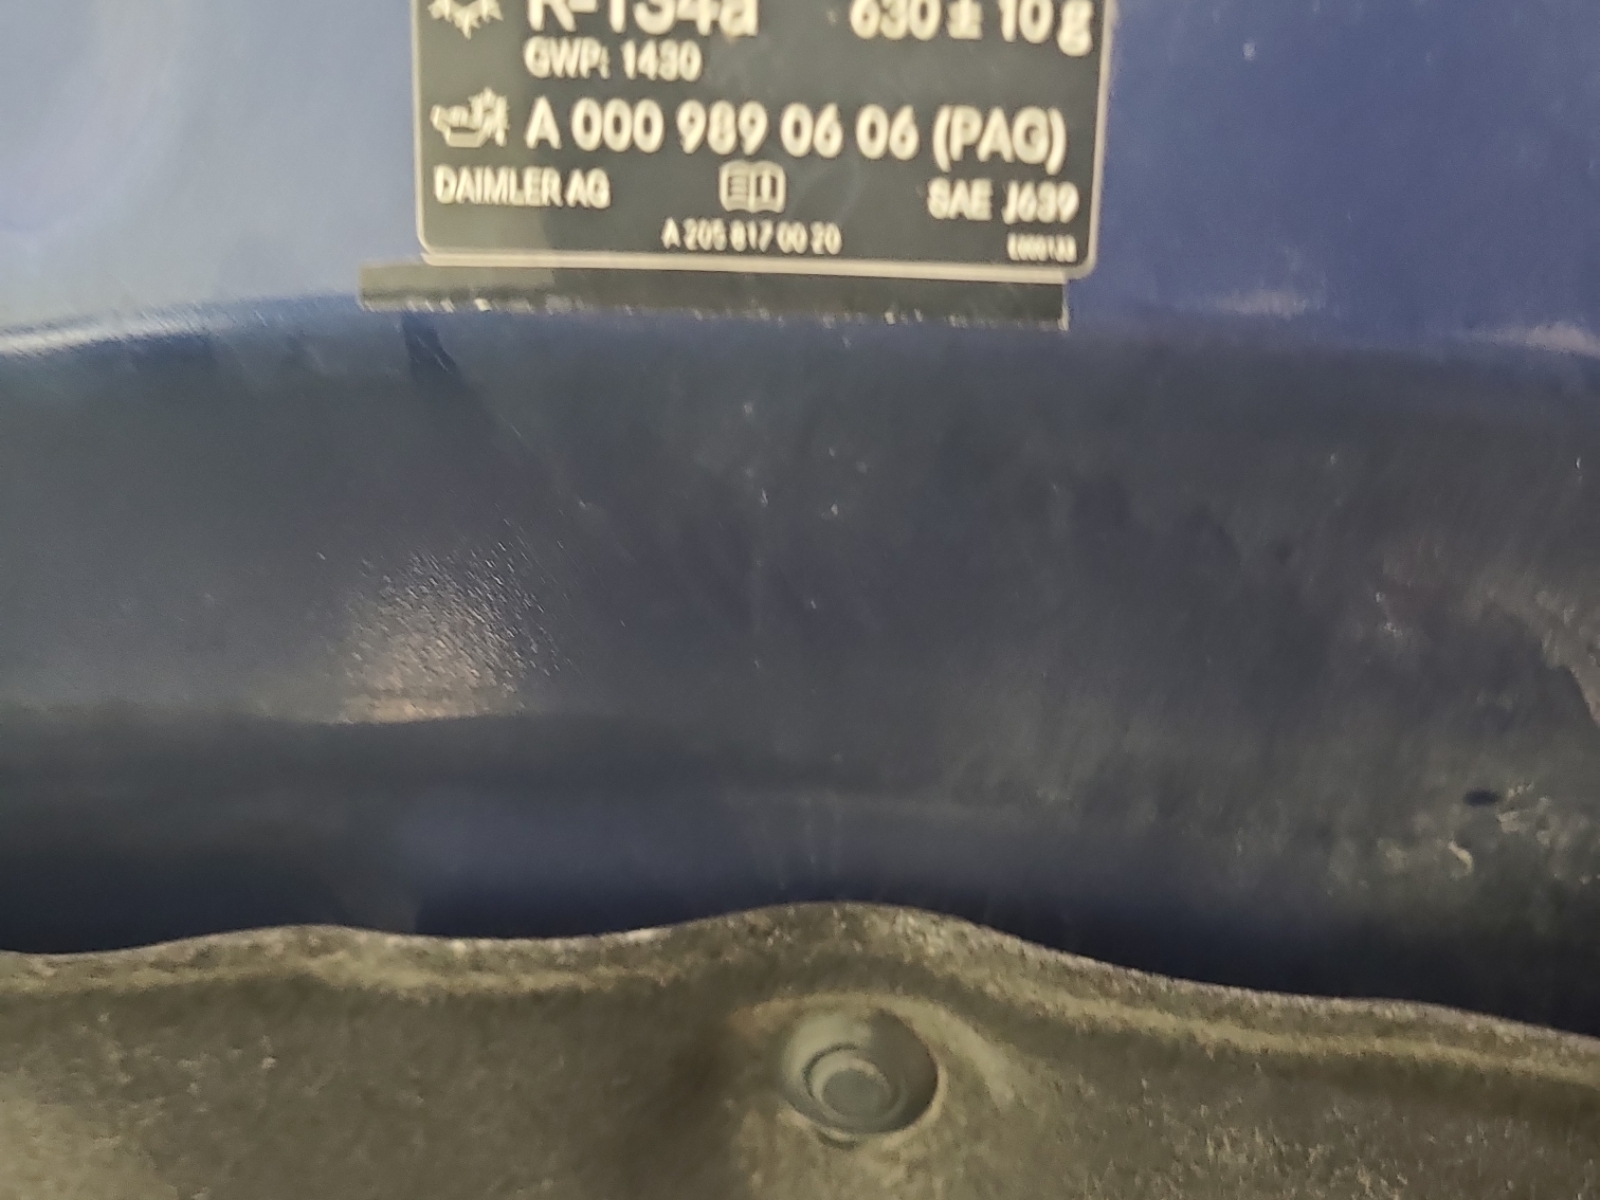 R-134a 630 ± 10 g
GWP: 1430
A 000 989 06 06 (PAG)
DAIMLER AG SAE J639
A 205 817 00 20